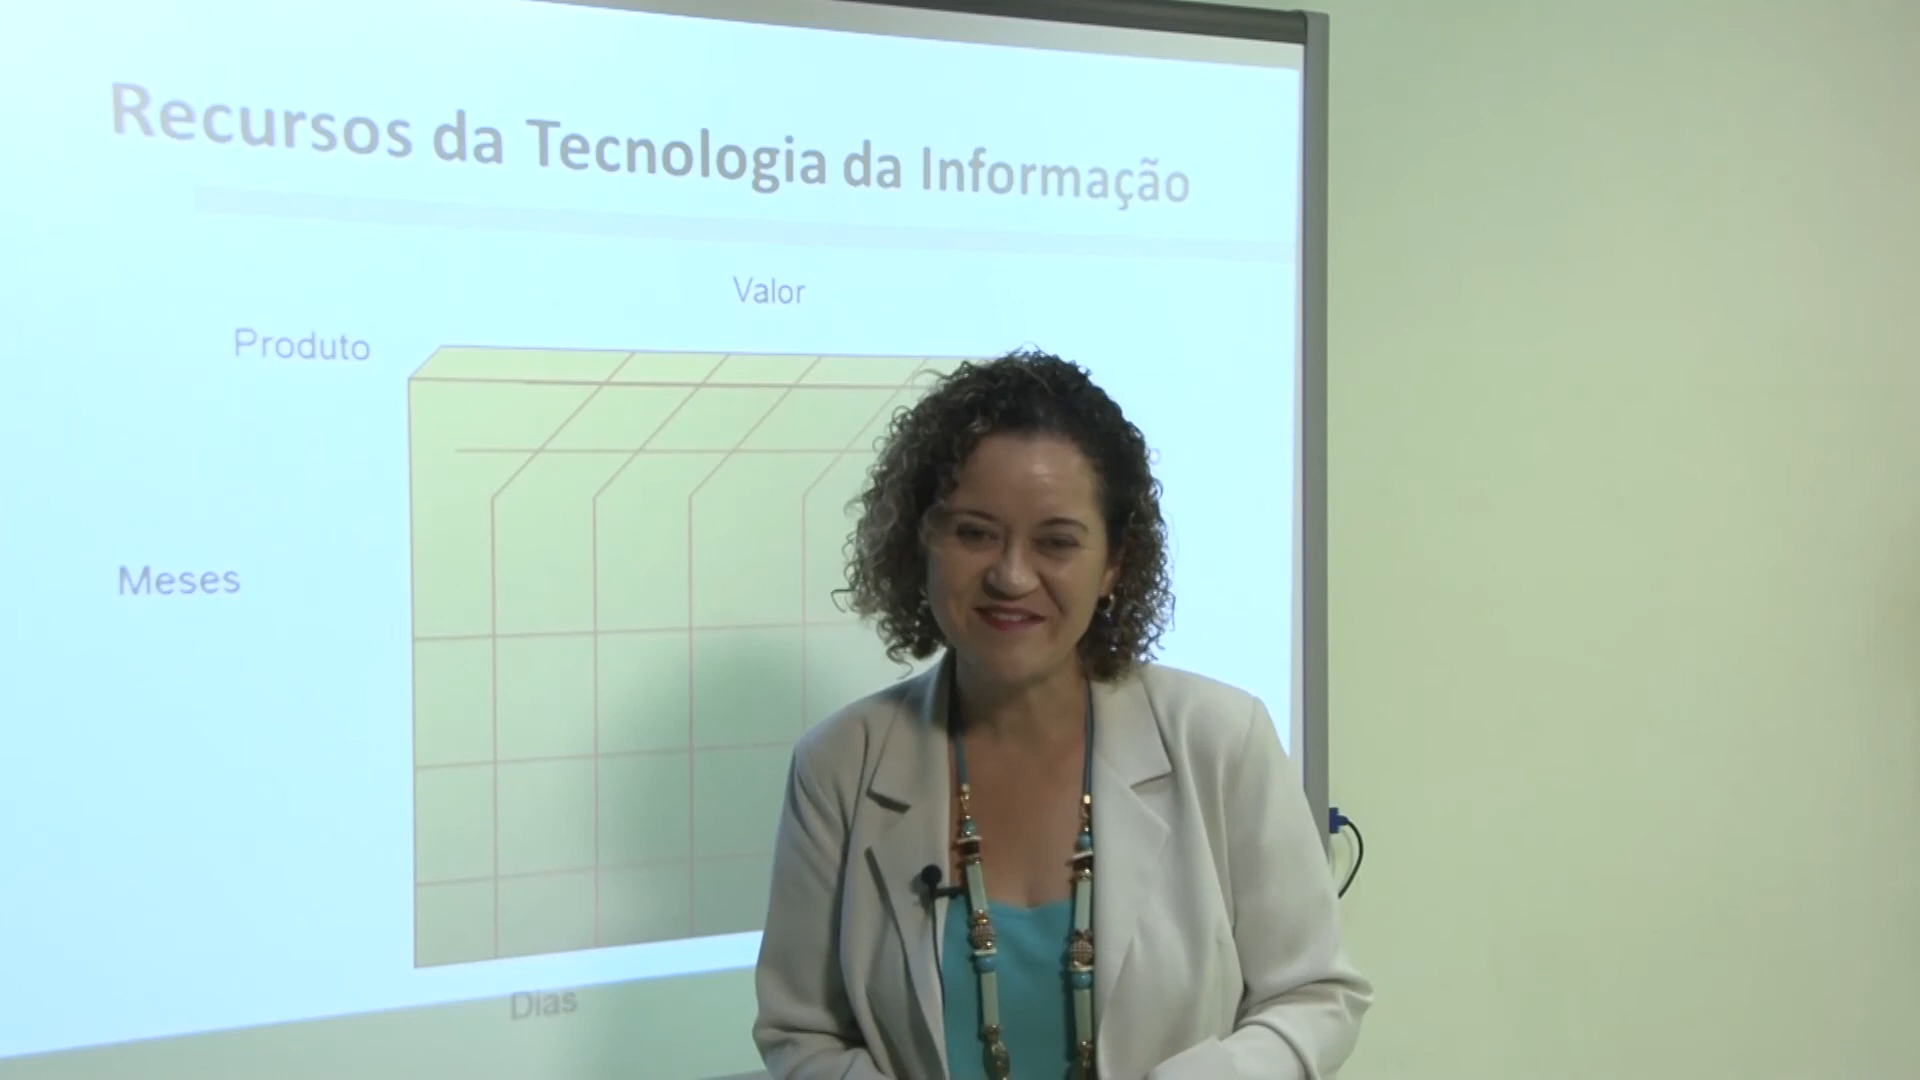 Recursos da Tecnologia da Informação
Valor
Produto
Meses
Dias